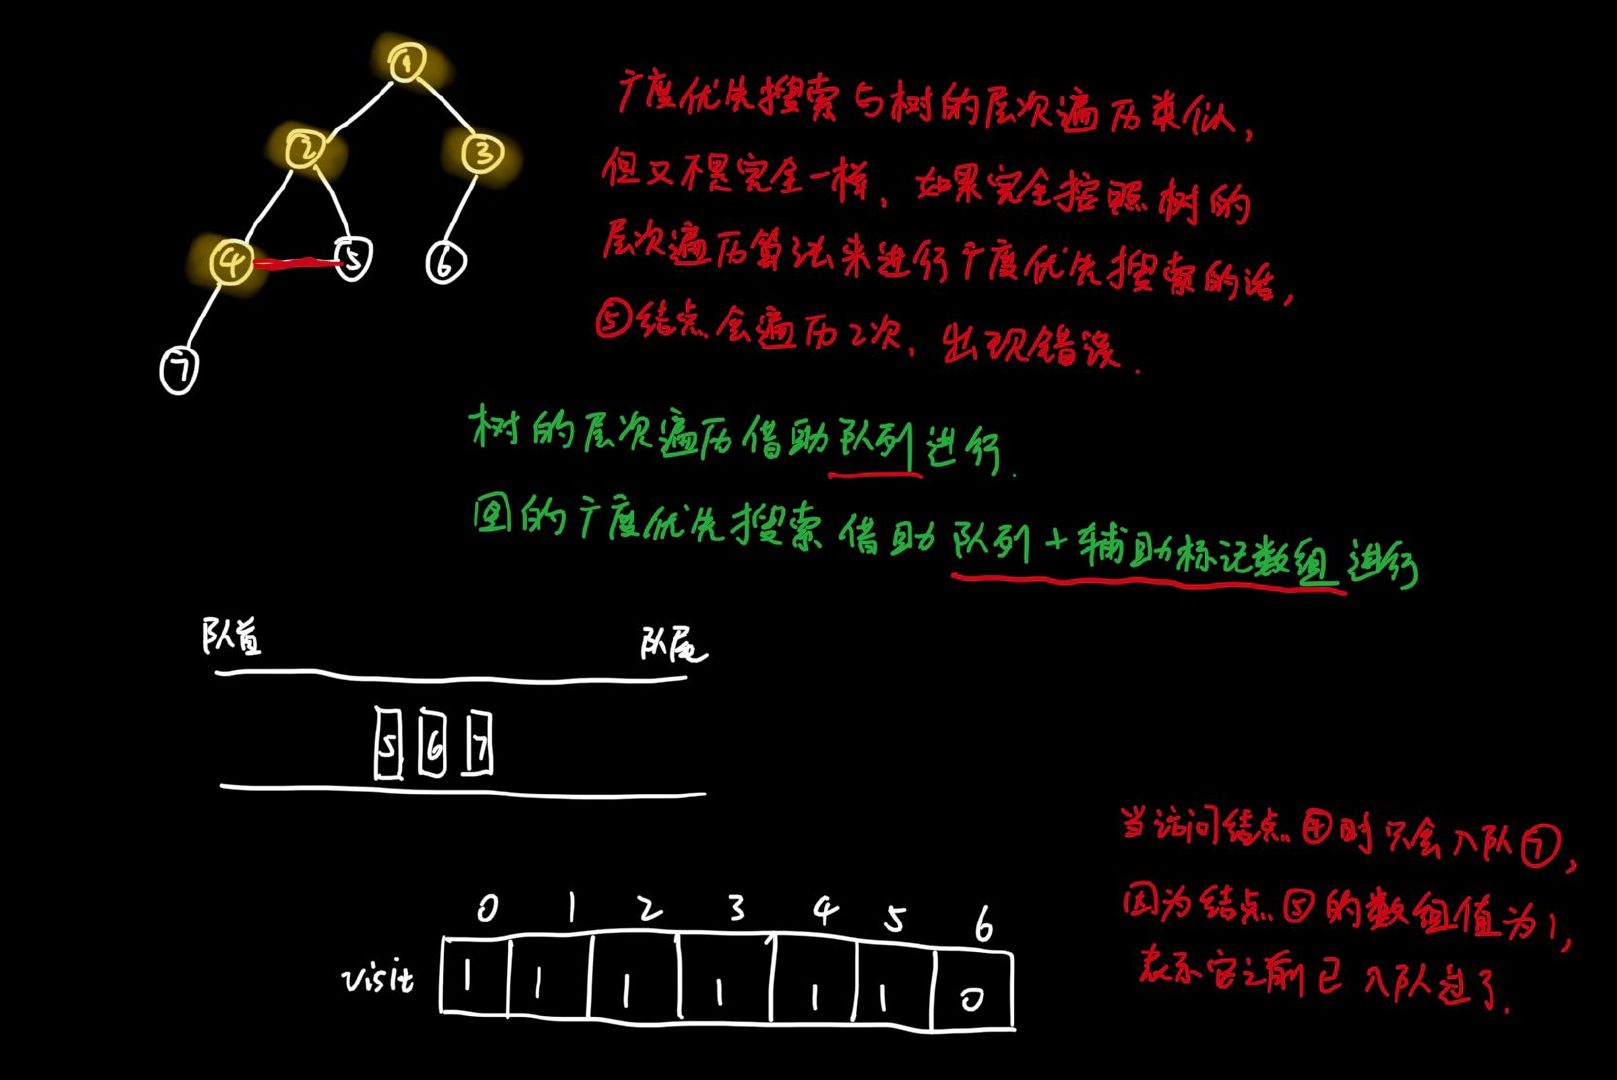 1
2
3
4
5
6
7
广度优先搜索与树的层次遍历类似,
但又不是完全一样, 如果完全按照树的
层次遍历算法来进行广度优先搜索的话,
⑤结点会遍历2次, 出现错误.
树的层次遍历借助队列进行.
图的广度优先搜索借助队列+辅助标记数组进行
队首 队尾
5 6 7
0 1 2 3 4 5 6
visit 1 1 1 1 1 1 0
当访问结点④时只会入队⑦,
因为结点⑤的数组值为1,
表示它之前已入队过了.